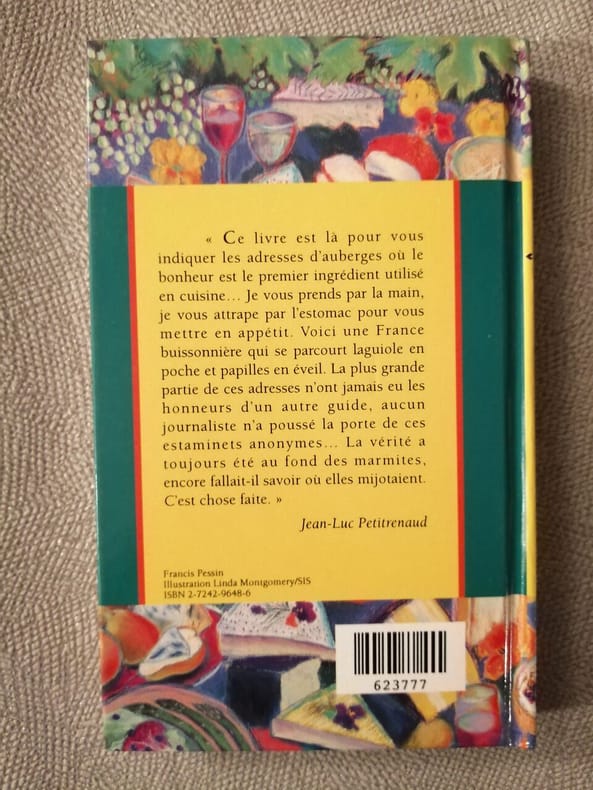 « Ce livre est là pour vous
indiquer les adresses d'auberges où le
bonheur est le premier ingrédient utilisé
en cuisine... Je vous prends par la main,
je vous attrape par l'estomac pour vous
mettre en appétit. Voici une France
buissonnière qui se parcourt laguiole en
poche et papilles en éveil. La plus grande
partie de ces adresses n'ont jamais eu les
honneurs d'un autre guide, aucun
journaliste n'a poussé la porte de ces
estaminets anonymes... La vérité a
toujours été au fond des marmites,
encore fallait-il savoir où elles mijotaient.
C'est chose faite. »
Jean-Luc Petitrenaud
Francis Pessin
Illustration Linda Montgomery/SIS
ISBN 2-7242-9648-6
623777